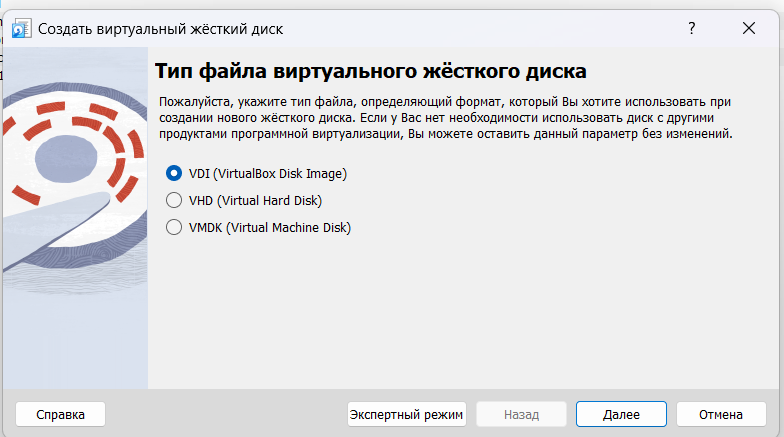 Создать виртуальный жёсткий диск
?
Тип файла виртуального жёсткого диска
Пожалуйста, укажите тип файла, определяющий формат, который Вы хотите использовать при
создании нового жёсткого диска. Если у Вас нет необходимости использовать диск с другими
продуктами программной виртуализации, Вы можете оставить данный параметр без изменений.
VDI (VirtualBox Disk Image)
VHD (Virtual Hard Disk)
VMDK (Virtual Machine Disk)
Справка
Экспертный режим
Назад
Далее
Отмена